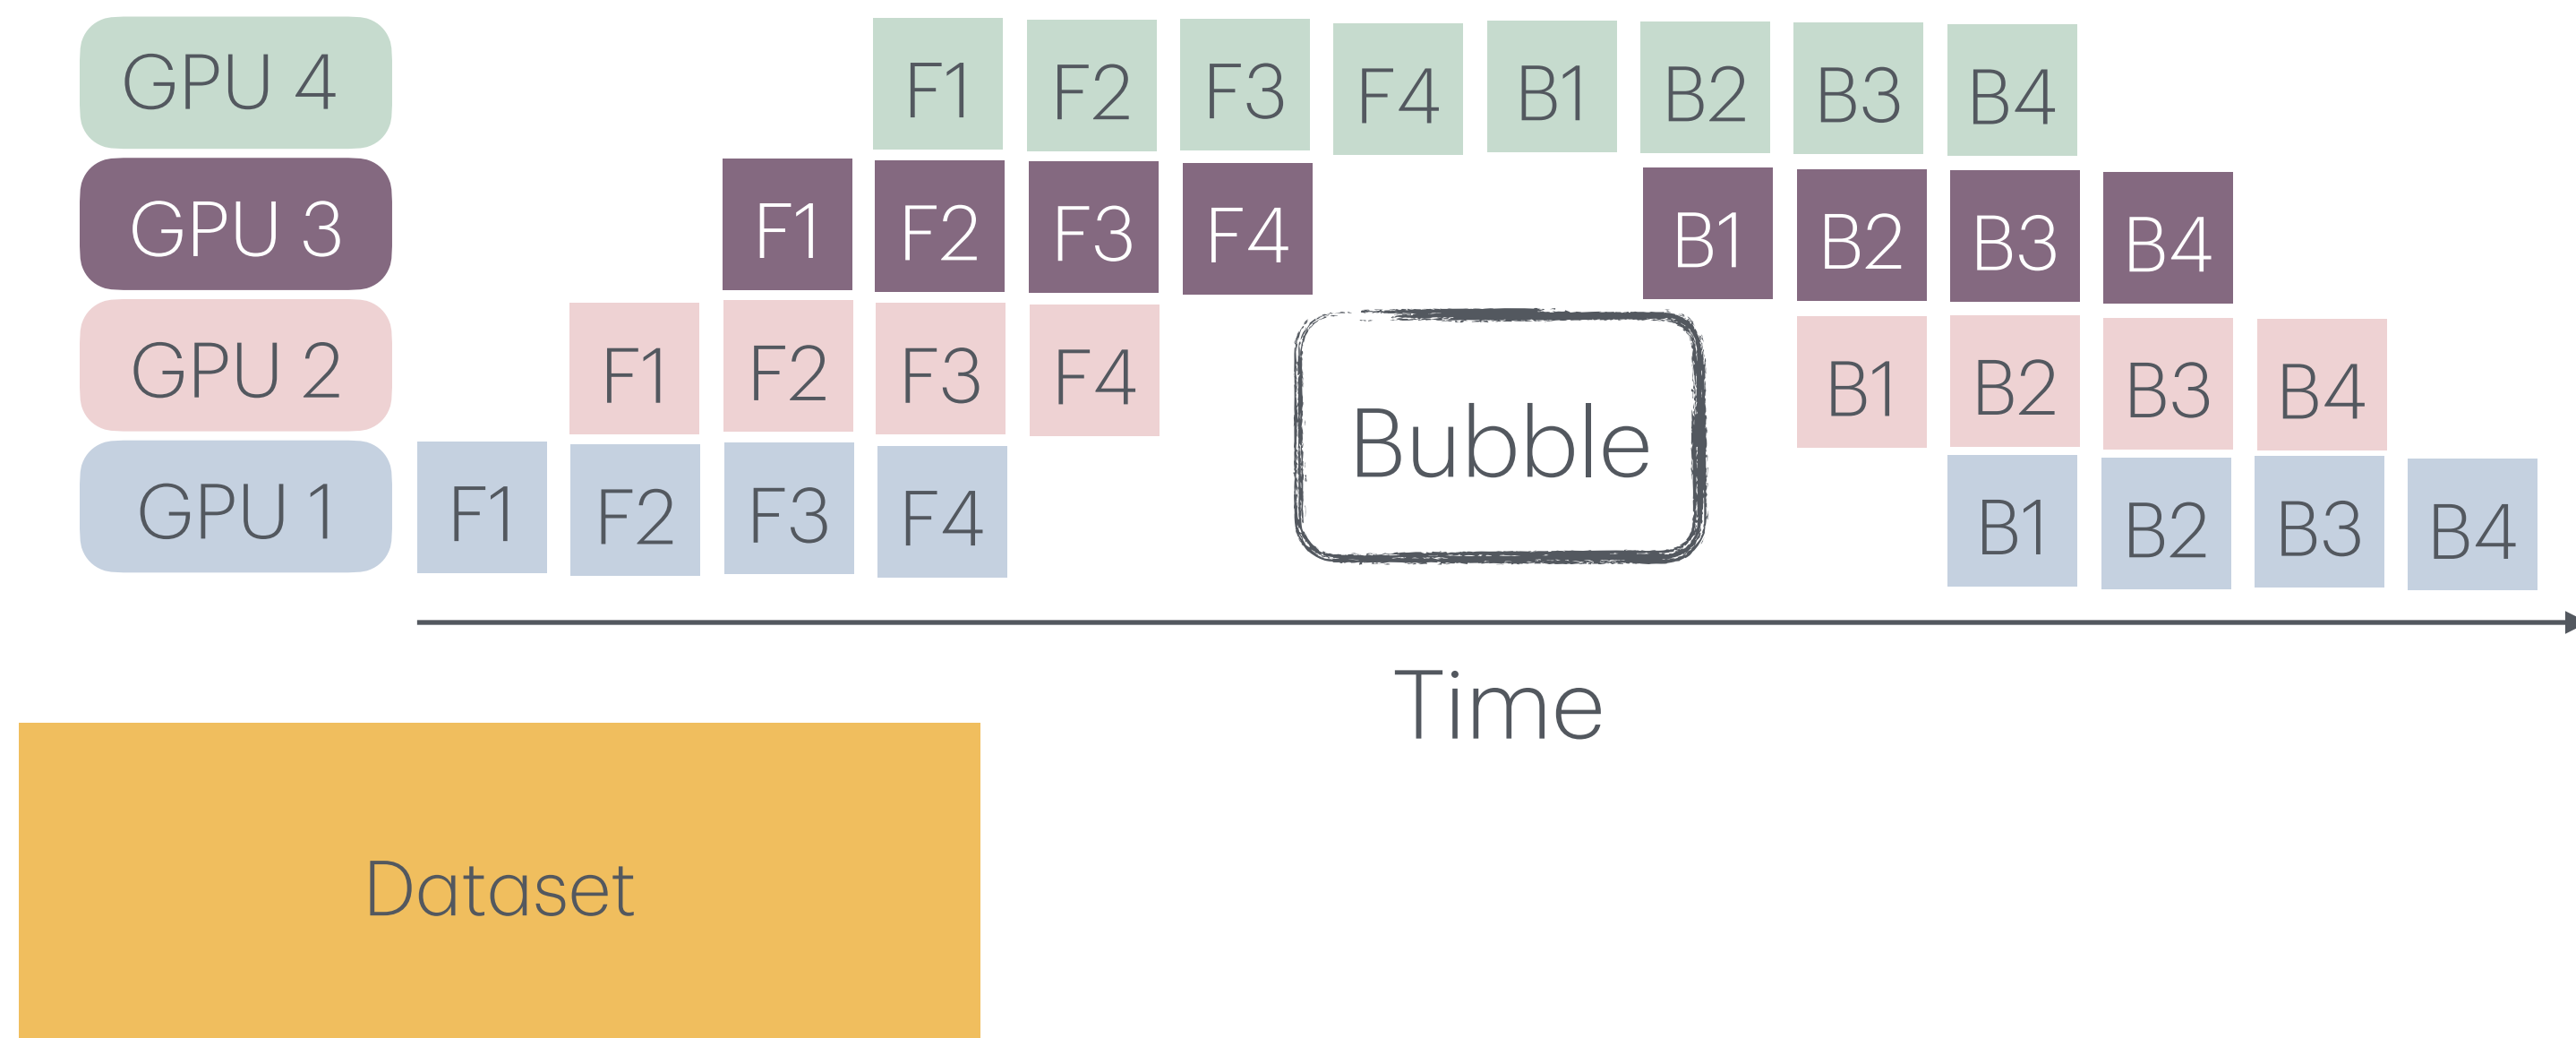 GPU 4 F1 F2 F3 F4 B1 B2 B3 B4
GPU 3 F1 F2 F3 F4 B1 B2 B3 B4
GPU 2 F1 F2 F3 F4 B1 B2 B3 B4
Bubble
GPU 1 F1 F2 F3 F4 B1 B2 B3 B4
Time
Dataset